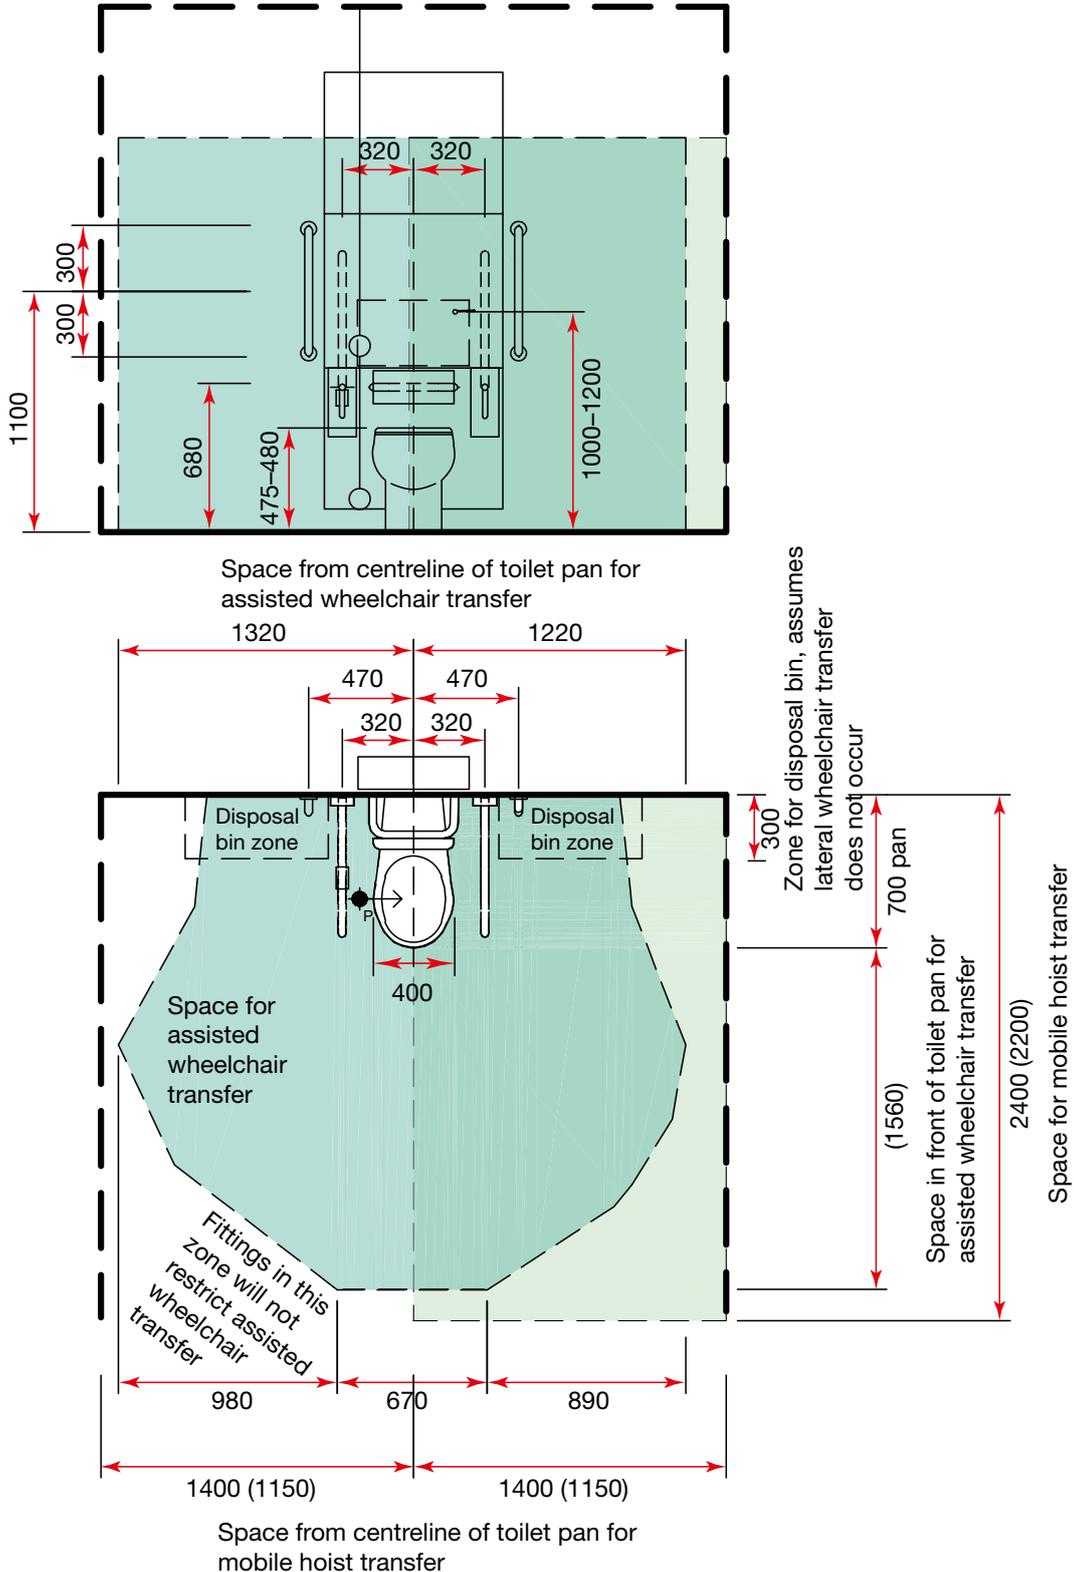 320
320
300
300
1100
680
475–480
1000–1200
Space from centreline of toilet pan for
assisted wheelchair transfer
1320
1220
470
470
320
320
Zone for disposal bin, assumes
lateral wheelchair transfer
does not occur
Disposal
bin zone
Disposal
bin zone
300
700 pan
P
400
Space for
assisted
wheelchair
transfer
(1560)
Space in front of toilet pan for
assisted wheelchair transfer
2400 (2200)
Space for mobile hoist transfer
Fittings in this
zone will not
restrict assisted
wheelchair
transfer
980
670
890
1400 (1150)
1400 (1150)
Space from centreline of toilet pan for
mobile hoist transfer